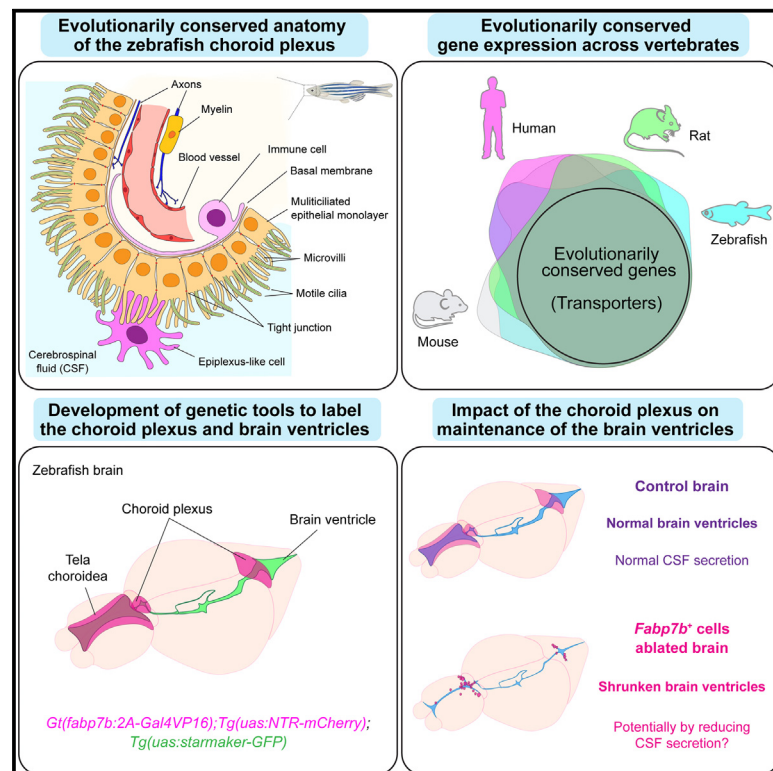 Evolutionarily conserved anatomy
of the zebrafish choroid plexus
Axons
Myelin
Blood vessel
Immune cell
Basal membrane
Muliticiliated
epithelial monolayer
Microvilli
Motile cilia
Tight junction
Epiplexus-like cell
Cerebrospinal
fluid (CSF)
Evolutionarily conserved
gene expression across vertebrates
Human
Rat
Zebrafish
Evolutionarily
conserved genes
(Transporters)
Mouse
Development of genetic tools to label
the choroid plexus and brain ventricles
Zebrafish brain
Choroid plexus
Brain ventricle
Tela
choroidea
Gt(fabp7b:2A-Gal4VP16);Tg(uas:NTR-mCherry);
Tg(uas:starmaker-GFP)
Impact of the choroid plexus on
maintenance of the brain ventricles
Control brain
Normal brain ventricles
Normal CSF secretion
Fabp7b⁺ cells
ablated brain
Shrunken brain ventricles
Potentially by reducing
CSF secretion?